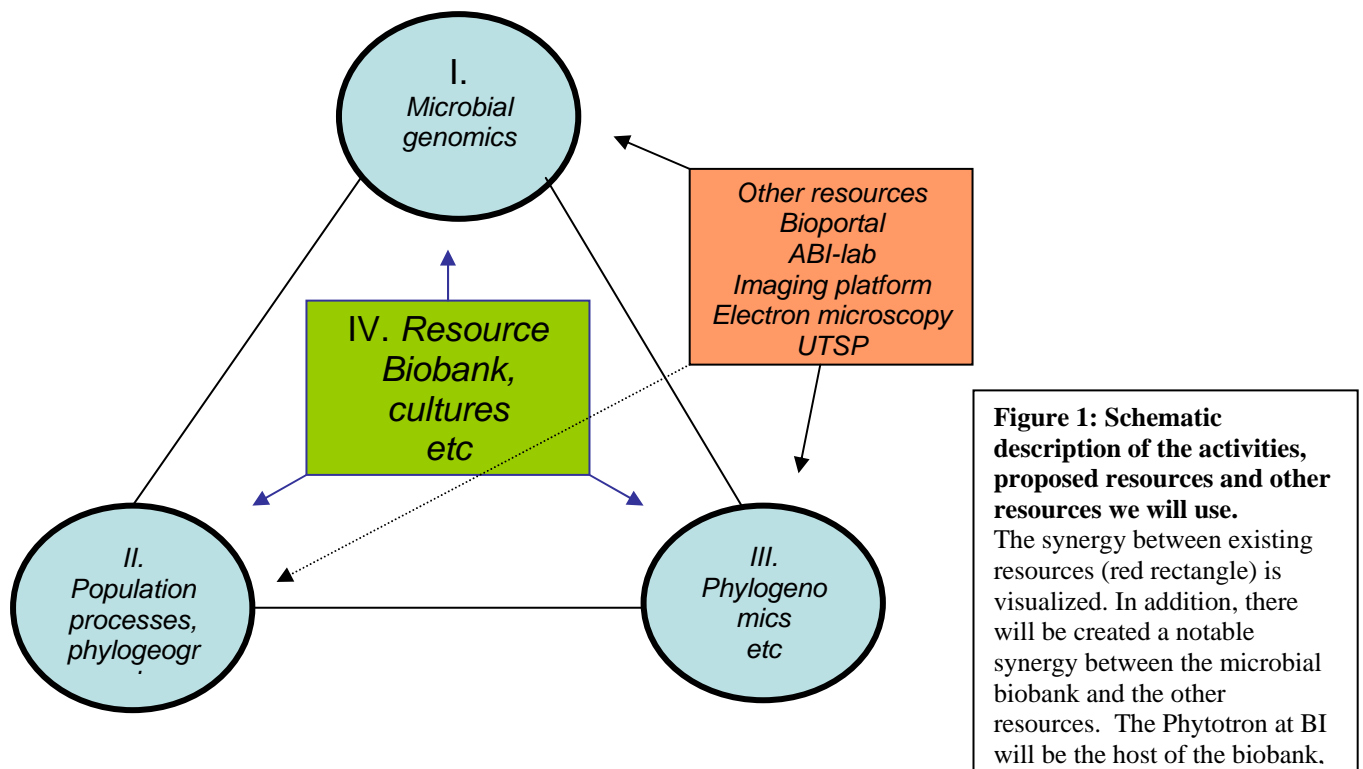 I.
Microbial
genomics
Other resources
Bioportal
ABI-lab
Imaging platform
Electron microscopy
UTSP
IV. Resource
Biobank,
cultures
etc
II.
Population
processes,
phylogeogr
III.
Phylogeno
mics
etc
Figure 1: Schematic
description of the activities,
proposed resources and other
resources we will use.
The synergy between existing
resources (red rectangle) is
visualized. In addition, there
will be created a notable
synergy between the microbial
biobank and the other
resources. The Phytotron at BI
will be the host of the biobank,